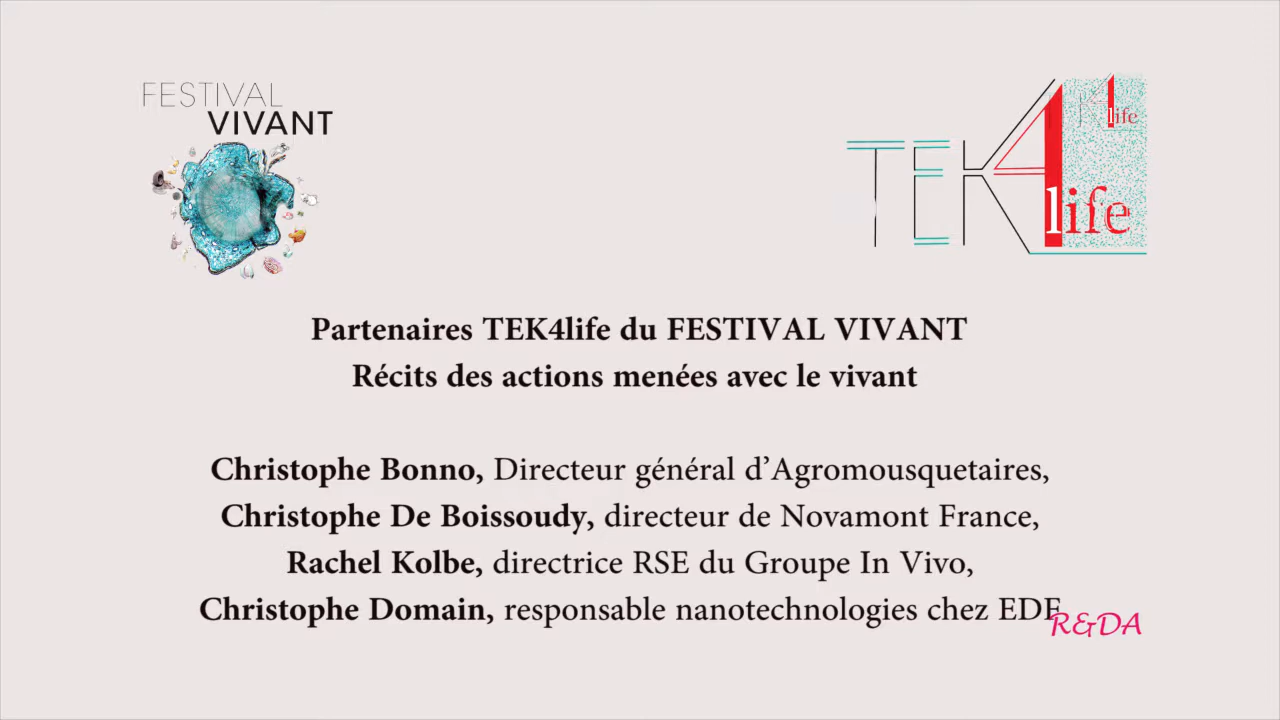 FESTIVAL
VIVANT
TEK4life
4life
Partenaires TEK4life du FESTIVAL VIVANT
Récits des actions menées avec le vivant
Christophe Bonno, Directeur général d’Agromousquetaires,
Christophe De Boissoudy, directeur de Novamont France,
Rachel Kolbe, directrice RSE du Groupe In Vivo,
Christophe Domain, responsable nanotechnologies chez EDF
R&DA